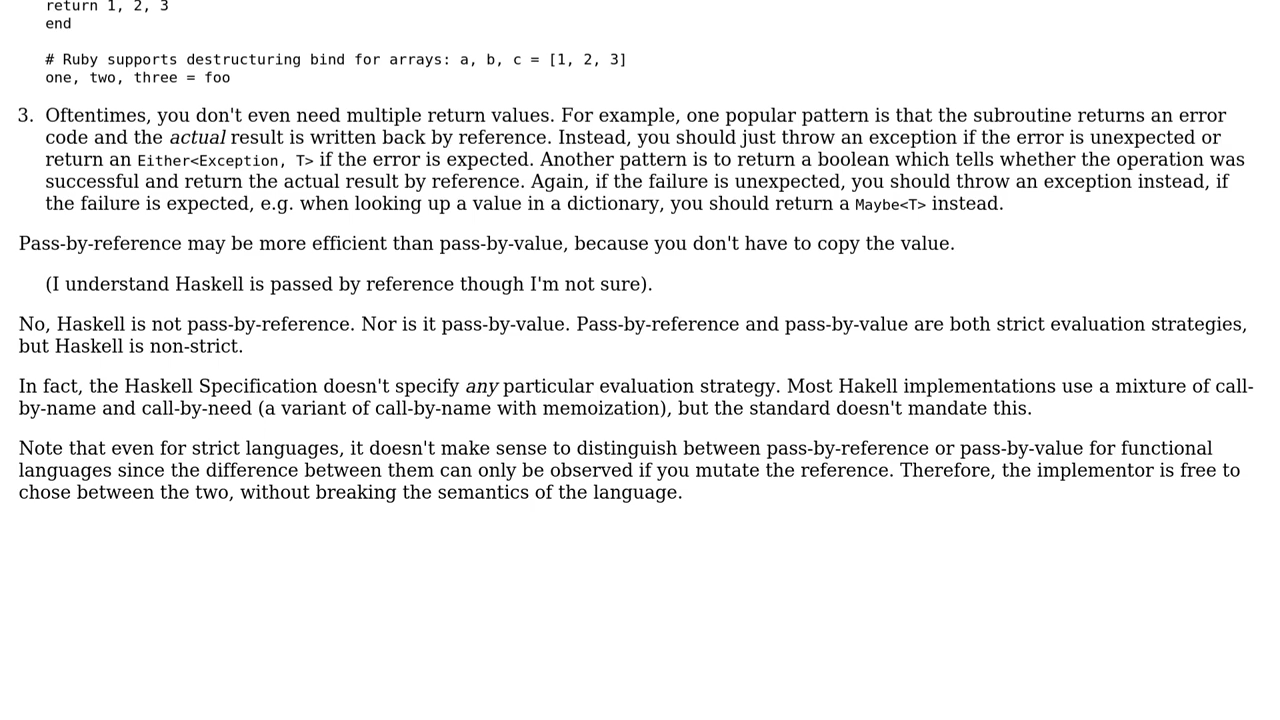 return 1, 2, 3
end
# Ruby supports destructuring bind for arrays: a, b, c = [1, 2, 3]
one, two, three = foo
3. Oftentimes, you don't even need multiple return values. For example, one popular pattern is that the subroutine returns an error
code and the actual result is written back by reference. Instead, you should just throw an exception if the error is unexpected or
return an Either<Exception, T> if the error is expected. Another pattern is to return a boolean which tells whether the operation was
successful and return the actual result by reference. Again, if the failure is unexpected, you should throw an exception instead, if
the failure is expected, e.g. when looking up a value in a dictionary, you should return a Maybe<T> instead.
Pass-by-reference may be more efficient than pass-by-value, because you don't have to copy the value.
(I understand Haskell is passed by reference though I'm not sure).
No, Haskell is not pass-by-reference. Nor is it pass-by-value. Pass-by-reference and pass-by-value are both strict evaluation strategies,
but Haskell is non-strict.
In fact, the Haskell Specification doesn't specify any particular evaluation strategy. Most Hakell implementations use a mixture of call-
by-name and call-by-need (a variant of call-by-name with memoization), but the standard doesn't mandate this.
Note that even for strict languages, it doesn't make sense to distinguish between pass-by-reference or pass-by-value for functional
languages since the difference between them can only be observed if you mutate the reference. Therefore, the implementor is free to
chose between the two, without breaking the semantics of the language.